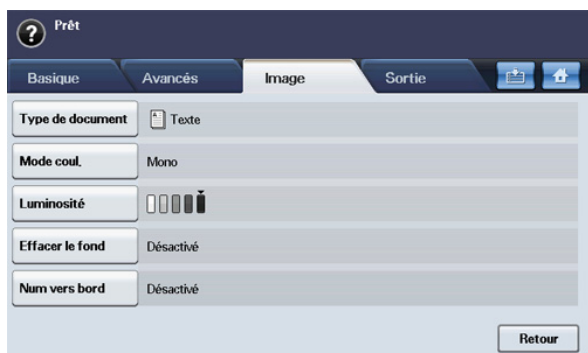 Prêt
Basique Avancés Image Sortie
Type de document Texte
Mode coul. Mono
Luminosité
Effacer le fond Désactivé
Num vers bord Désactivé
Retour